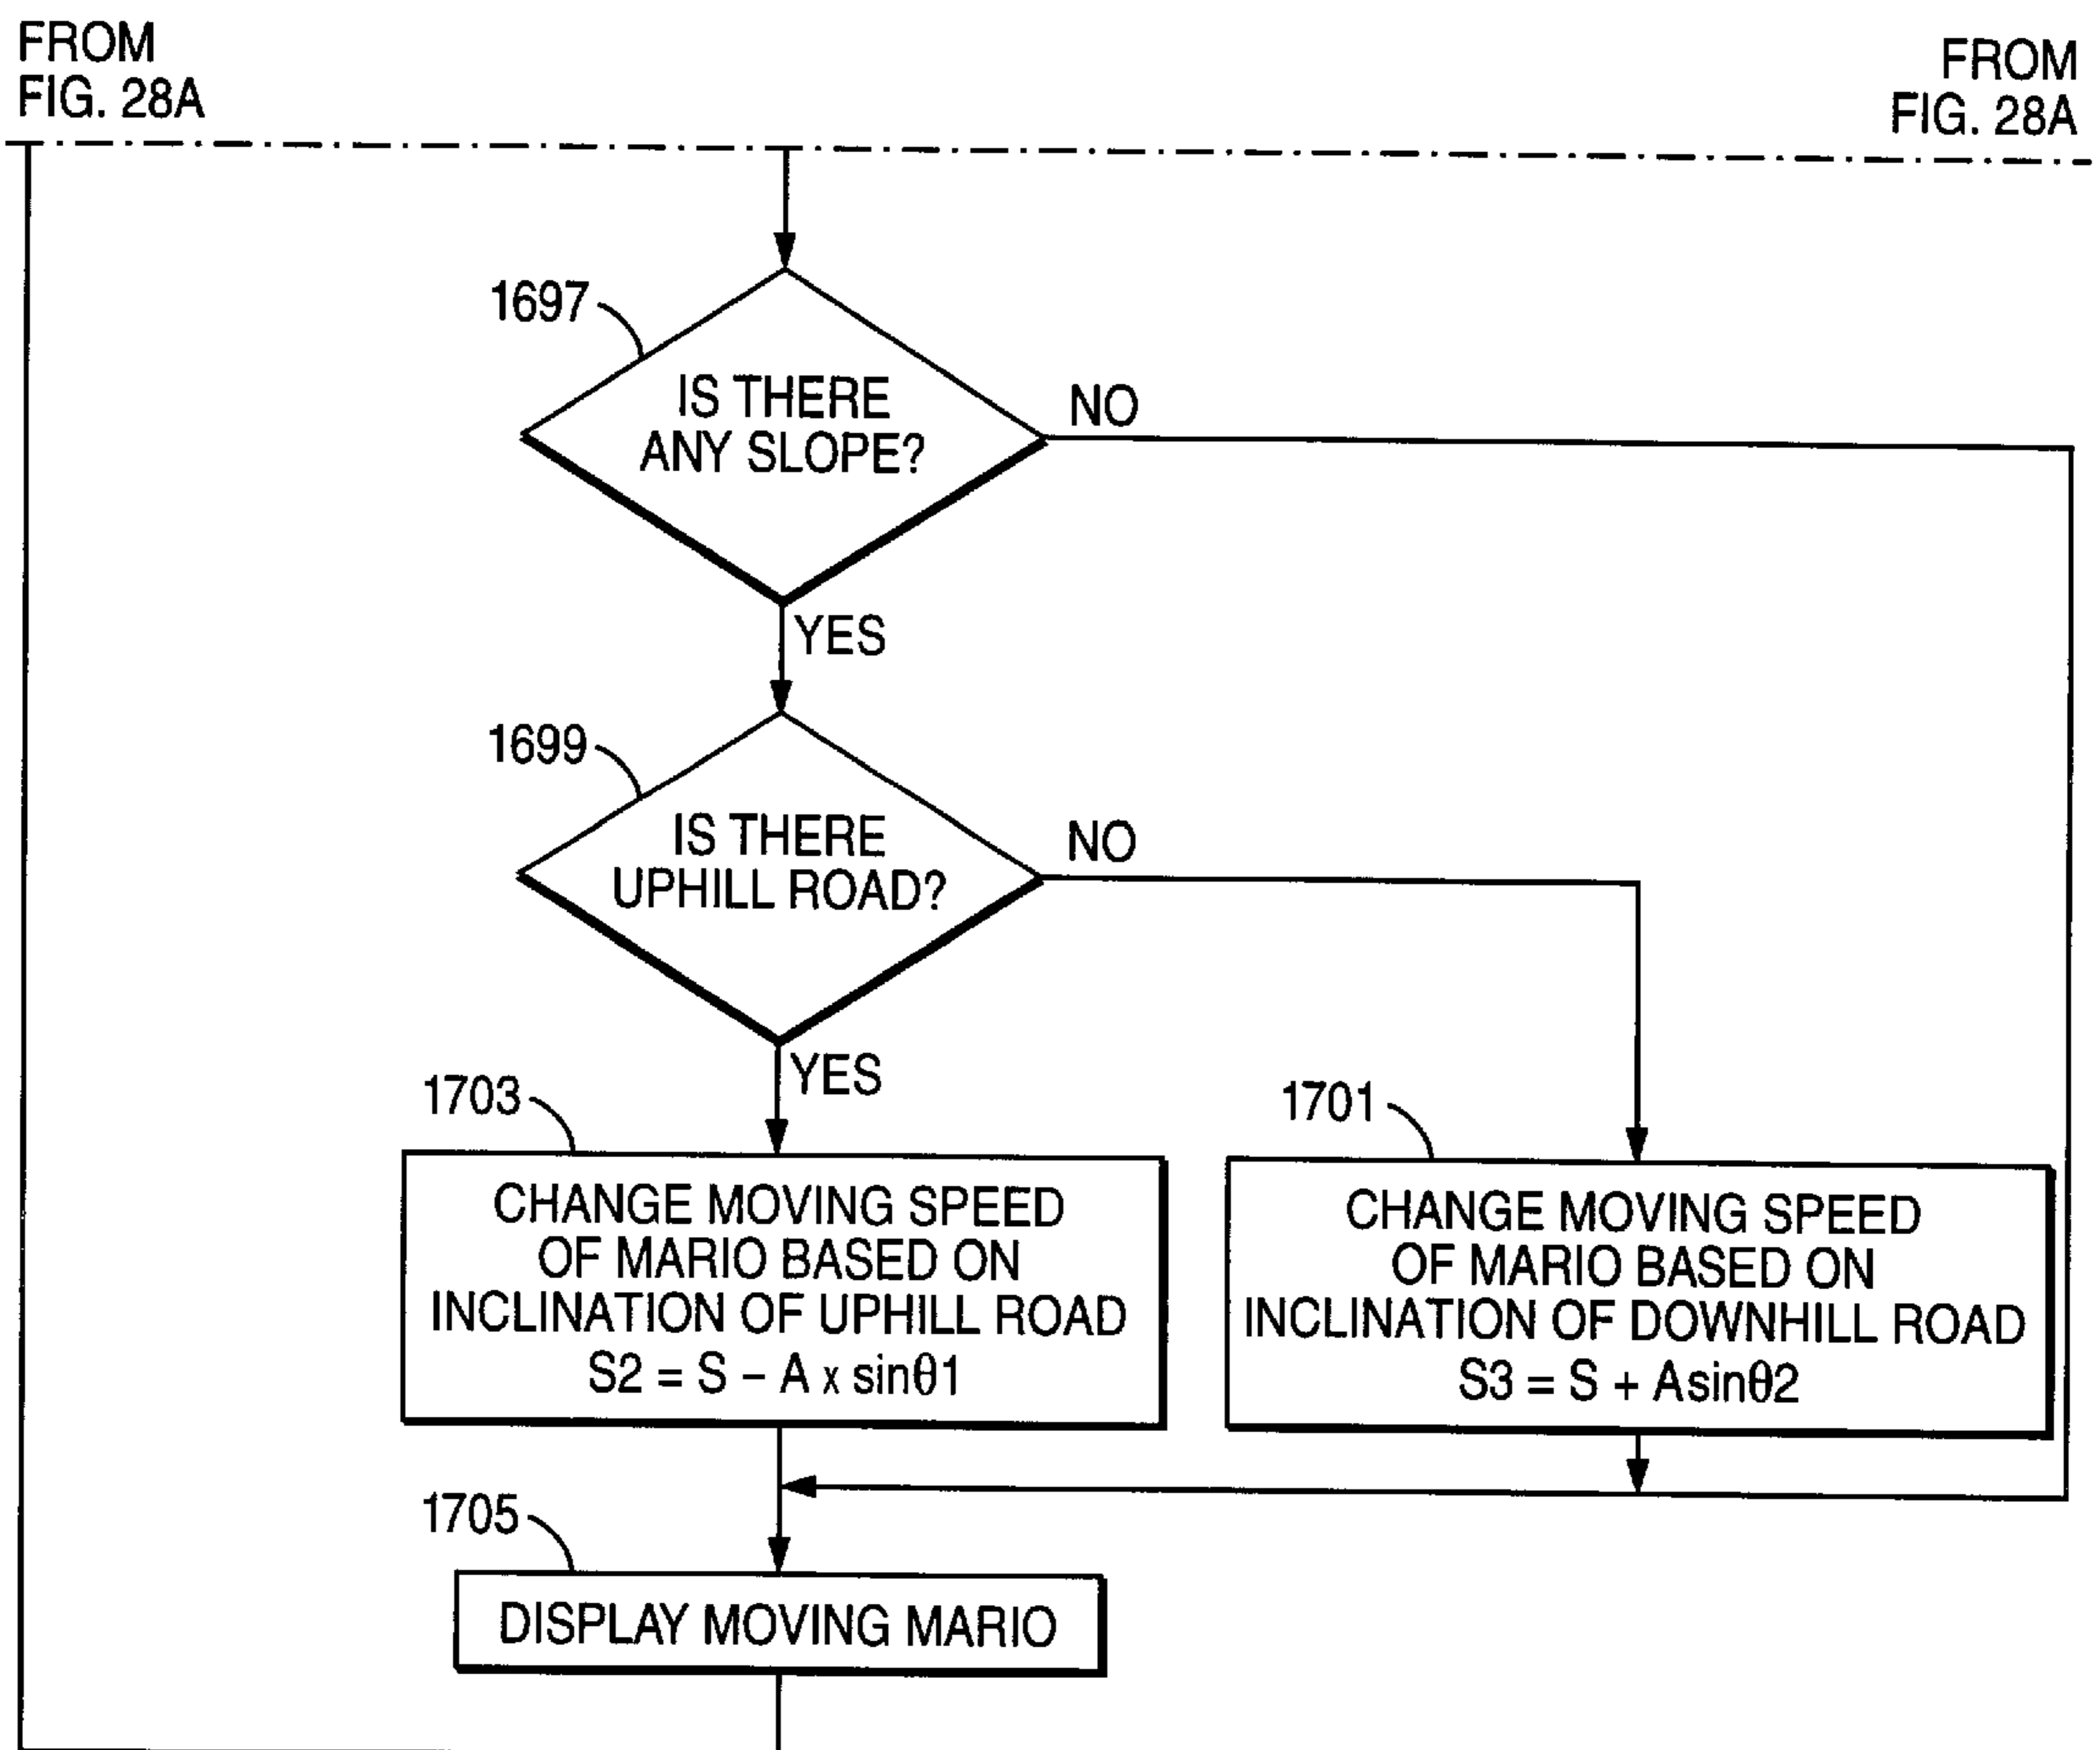 FROM
FIG. 28A
FROM
FIG. 28A
1697
IS THERE
ANY SLOPE?
NO
YES
1699
IS THERE
UPHILL ROAD?
NO
YES
1703
CHANGE MOVING SPEED
OF MARIO BASED ON
INCLINATION OF UPHILL ROAD
S2 = S – A x sinθ1
1701
CHANGE MOVING SPEED
OF MARIO BASED ON
INCLINATION OF DOWNHILL ROAD
S3 = S + Asinθ2
1705
DISPLAY MOVING MARIO